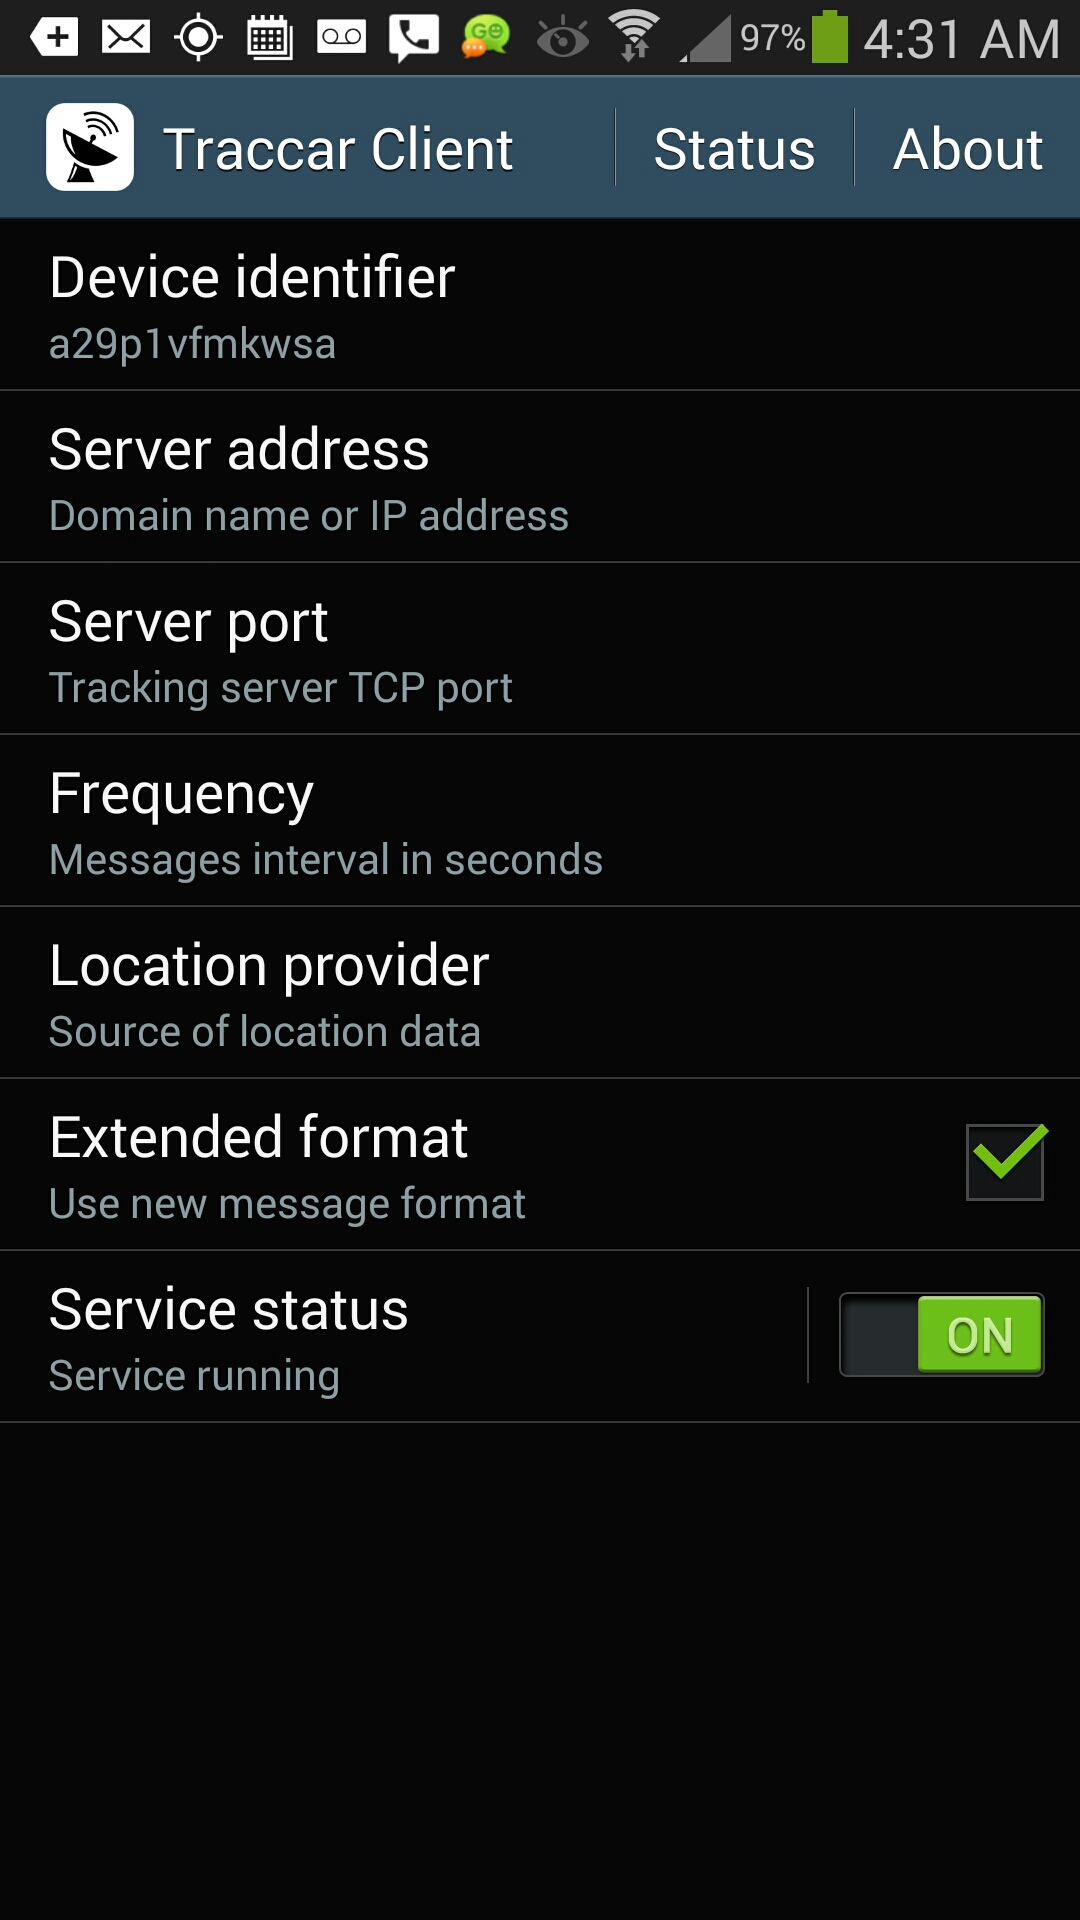 97% 4:31 AM
Traccar Client Status About
Device identifier
a29p1vfmkwsa
Server address
Domain name or IP address
Server port
Tracking server TCP port
Frequency
Messages interval in seconds
Location provider
Source of location data
Extended format
Use new message format
Service status
Service running
ON